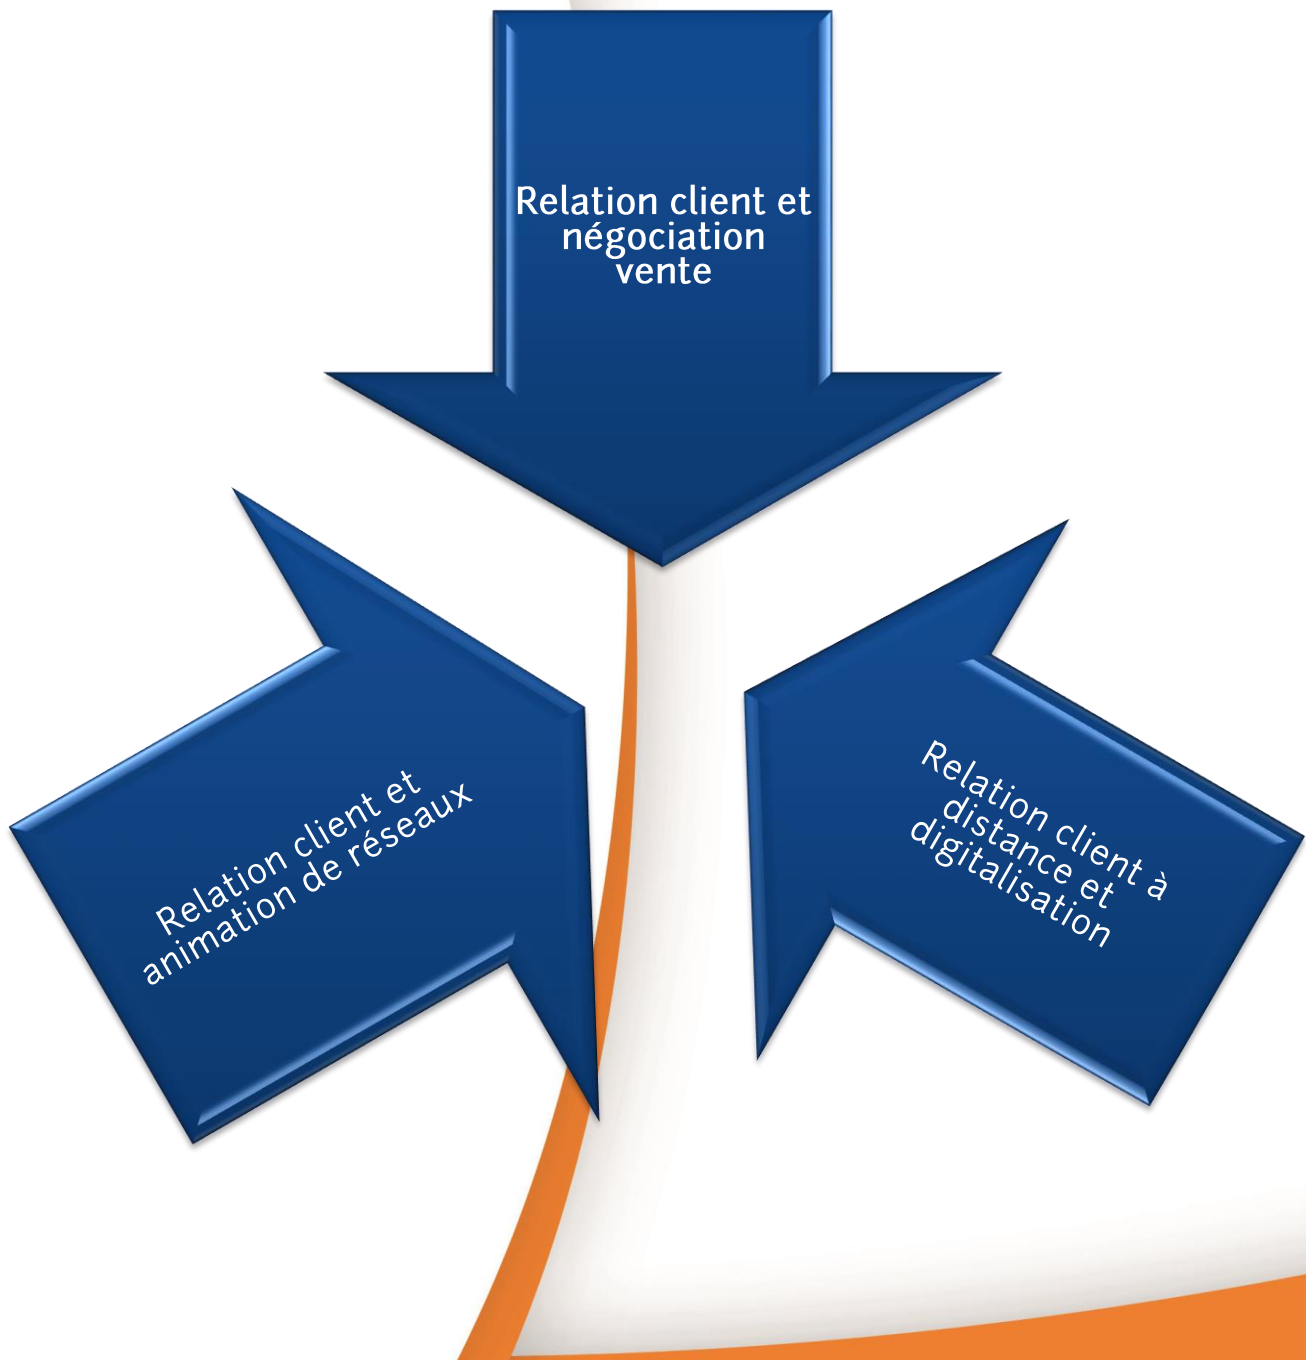 Relation client et
négociation
vente
Relation client et
animation de réseaux
Relation client à
distance et
digitalisation